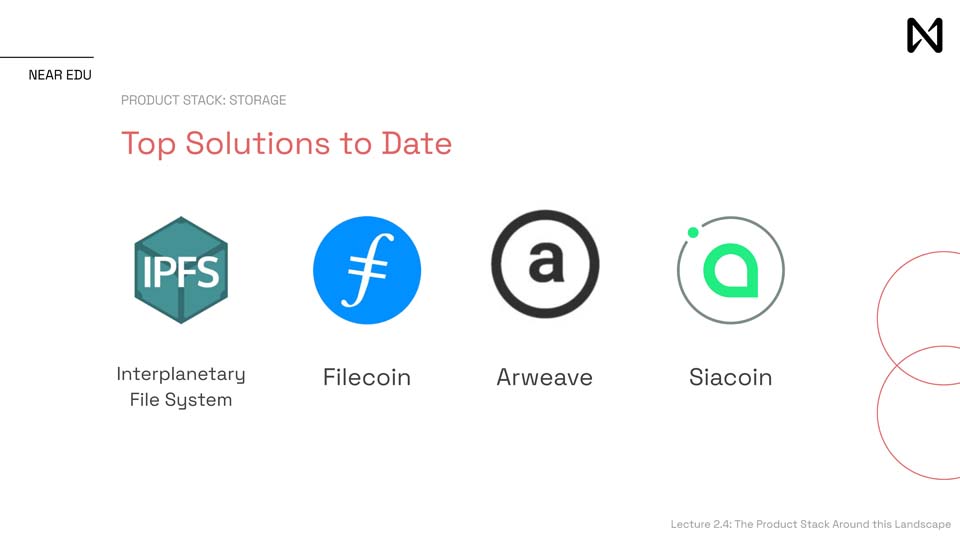 NEAR EDU
PRODUCT STACK: STORAGE
Top Solutions to Date
IPFS
a
Interplanetary
File System
Filecoin
Arweave
Siacoin
Lecture 2.4: The Product Stack Around this Landscape